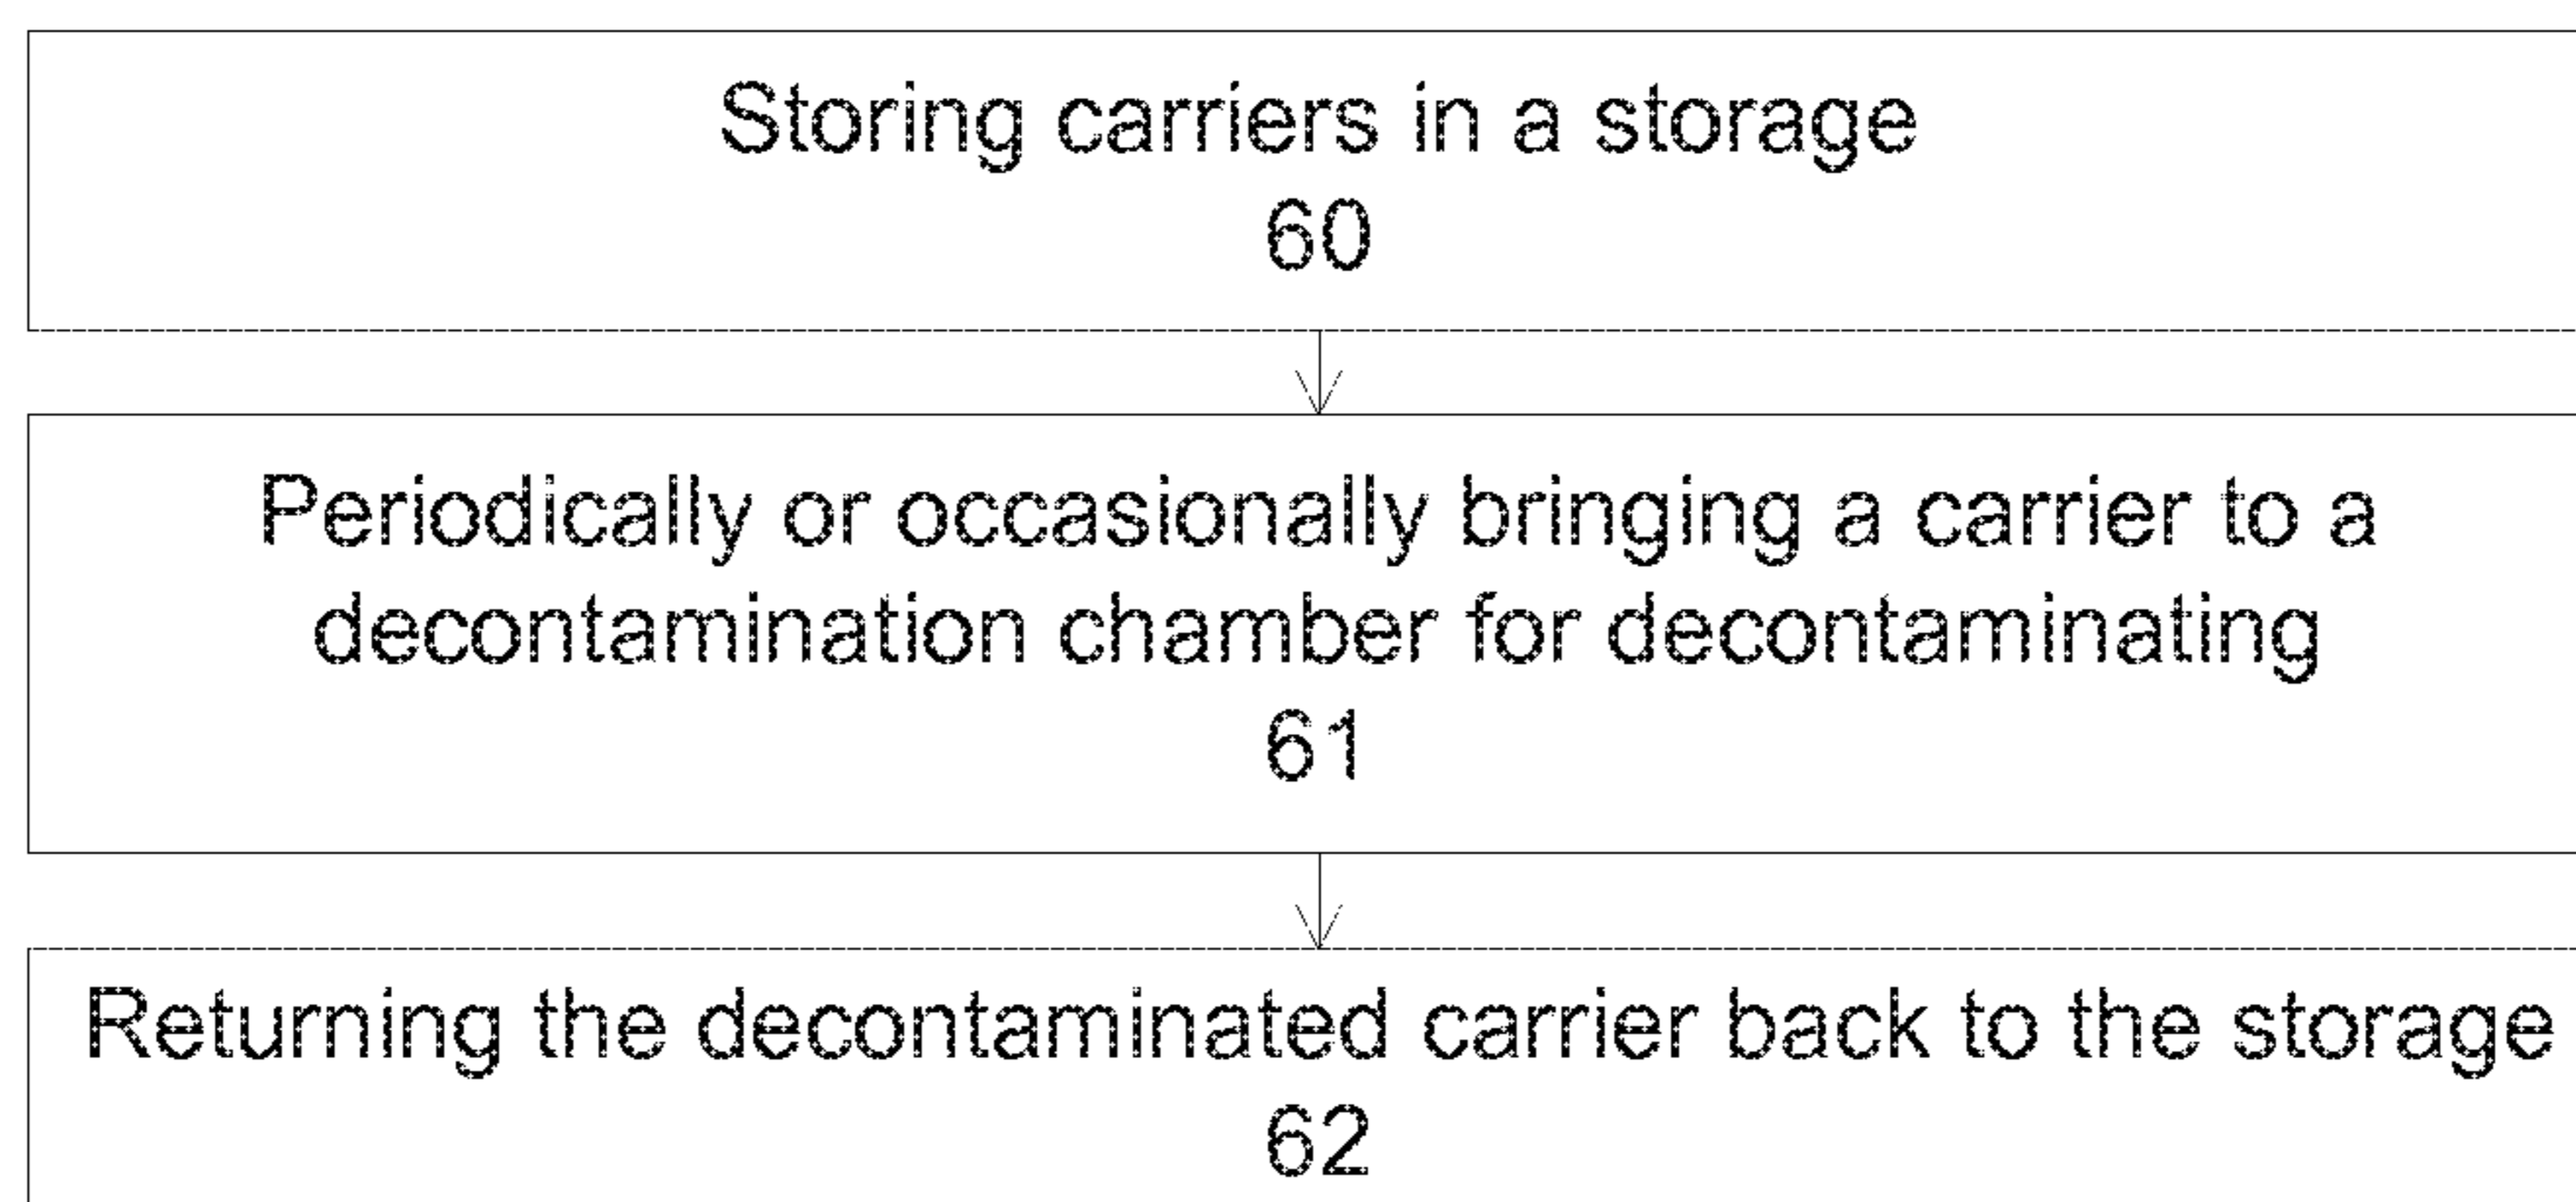 Storing carriers in a storage
60
Periodically or occasionally bringing a carrier to a
decontamination chamber for decontaminating
61
Returning the decontaminated carrier back to the storage
62